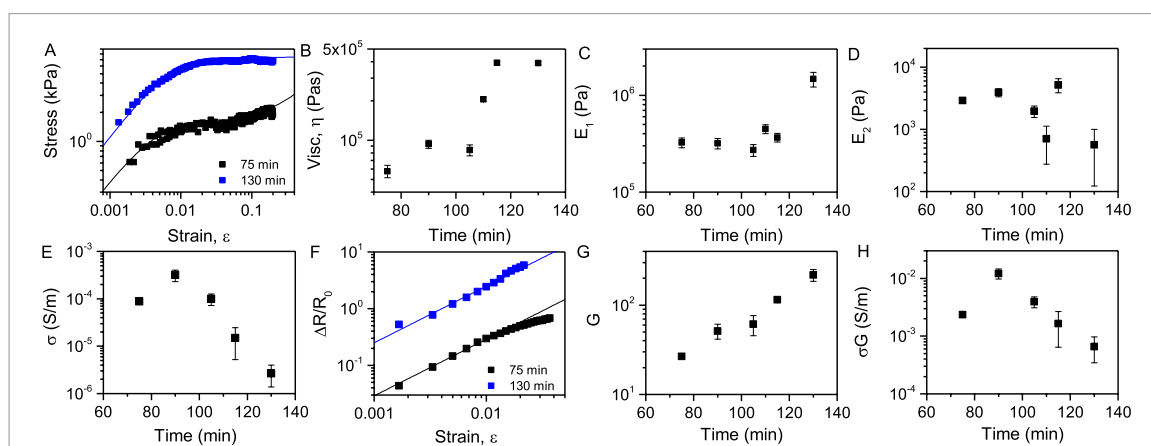 A
Stress (kPa)
10⁰
75 min
130 min
0.001 0.01 0.1
Strain, ε
B
Visc, η (Pas)
5x10⁵
10⁵
80 100 120 140
Time (min)
C
E₁ (Pa)
10⁶
10⁵
80 100 120 140
Time (min)
D
E₂ (Pa)
10⁴
10³
10²
60 80 100 120 140
Time (min)
E
σ (S/m)
10⁻³
10⁻⁴
10⁻⁵
10⁻⁶
60 80 100 120 140
Time (min)
F
ΔR/R₀
10¹
10⁰
10⁻¹
75 min
130 min
0.001 0.01
Strain, ε
G
G
10²
10¹
60 80 100 120 140
Time (min)
H
σG (S/m)
10⁻²
10⁻³
10⁻⁴
60 80 100 120 140
Time (min)